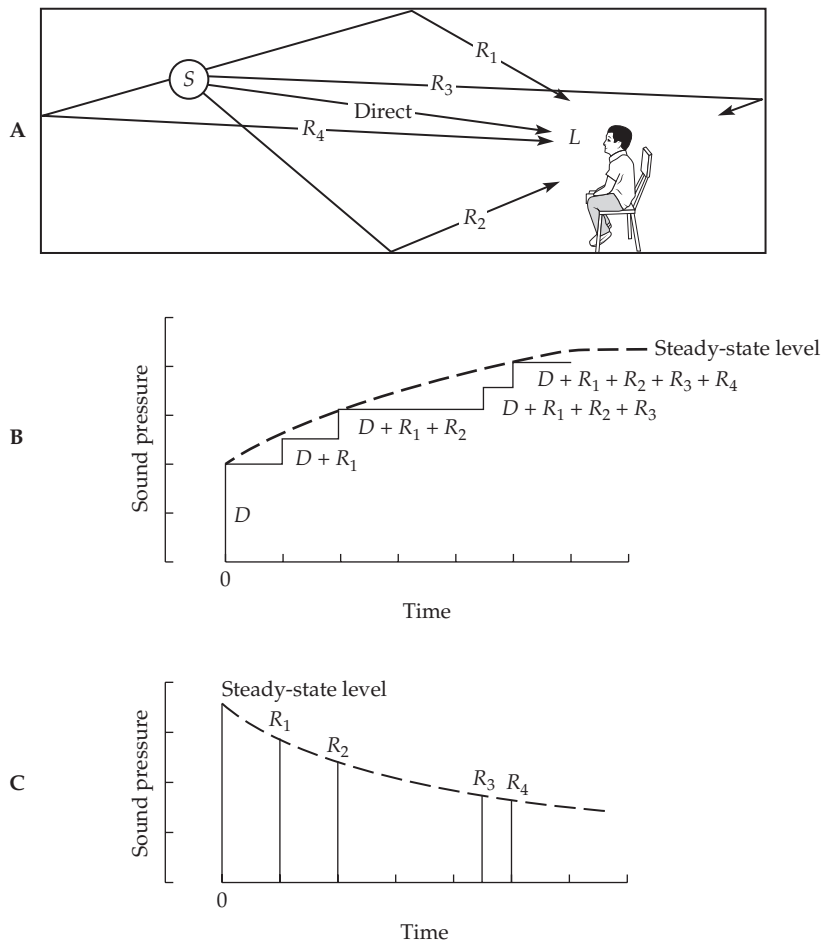 A
S
R1
R3
Direct
R4
L
R2
B
Sound pressure
Steady-state level
D + R1 + R2 + R3 + R4
D + R1 + R2 + R3
D + R1 + R2
D + R1
D
0
Time
C
Sound pressure
Steady-state level
R1
R2
R3 R4
0
Time